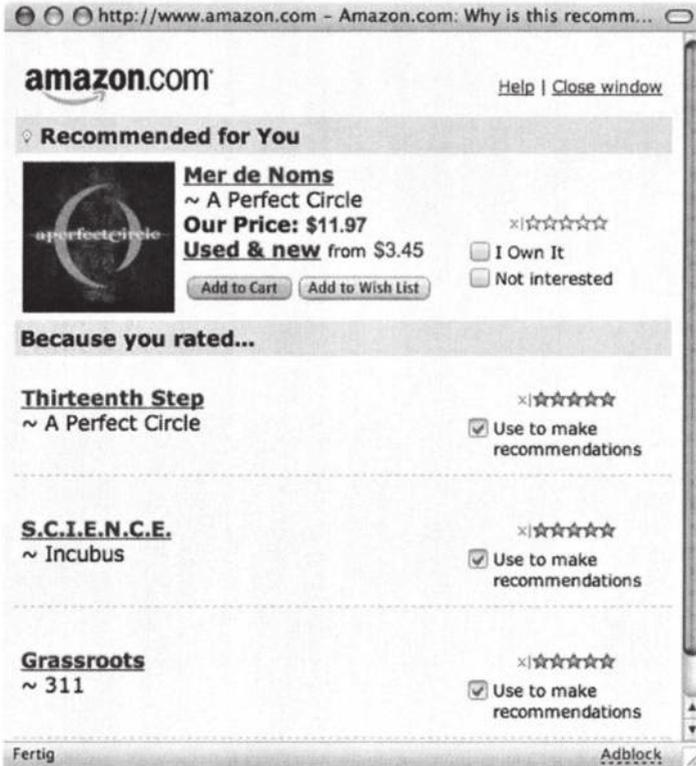 http://www.amazon.com – Amazon.com: Why is this recomm...
amazon.com
Help | Close window
Recommended for You
aperfectcircle
Mer de Noms
~ A Perfect Circle
Our Price: $11.97
Used & new from $3.45
Add to Cart Add to Wish List
I Own It
Not interested
Because you rated...
Thirteenth Step
~ A Perfect Circle
Use to make
recommendations
S.C.I.E.N.C.E.
~ Incubus
Use to make
recommendations
Grassroots
~ 311
Use to make
recommendations
Fertig Adblock